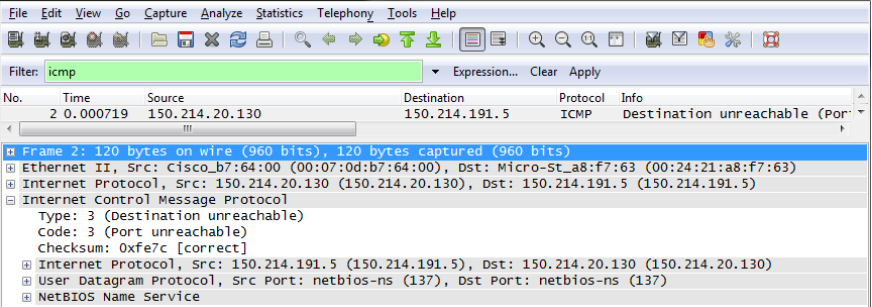 File Edit View Go Capture Analyze Statistics Telephony Tools Help
Filter: icmp Expression... Clear Apply
No. Time Source Destination Protocol Info
2 0.000719 150.214.20.130 150.214.191.5 ICMP Destination unreachable (Por
Frame 2: 120 bytes on wire (960 bits), 120 bytes captured (960 bits)
Ethernet II, Src: Cisco_b7:64:00 (00:07:0d:b7:64:00), Dst: Micro-St_a8:f7:63 (00:24:21:a8:f7:63)
Internet Protocol, Src: 150.214.20.130 (150.214.20.130), Dst: 150.214.191.5 (150.214.191.5)
Internet Control Message Protocol
Type: 3 (Destination unreachable)
Code: 3 (Port unreachable)
Checksum: 0xfe7c [correct]
Internet Protocol, Src: 150.214.191.5 (150.214.191.5), Dst: 150.214.20.130 (150.214.20.130)
User Datagram Protocol, Src Port: netbios-ns (137), Dst Port: netbios-ns (137)
NetBIOS Name Service